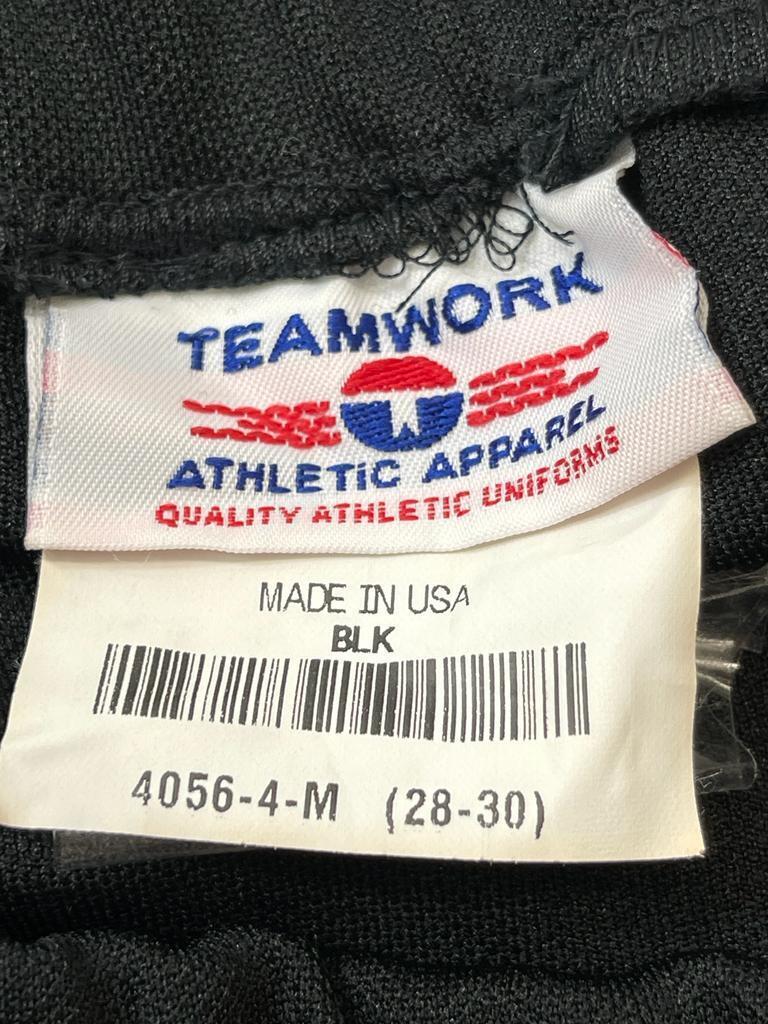 TEAMWORK
ATHLETIC APPAREL
QUALITY ATHLETIC UNIFORMS
MADE IN USA
BLK
4056-4-M (28-30)